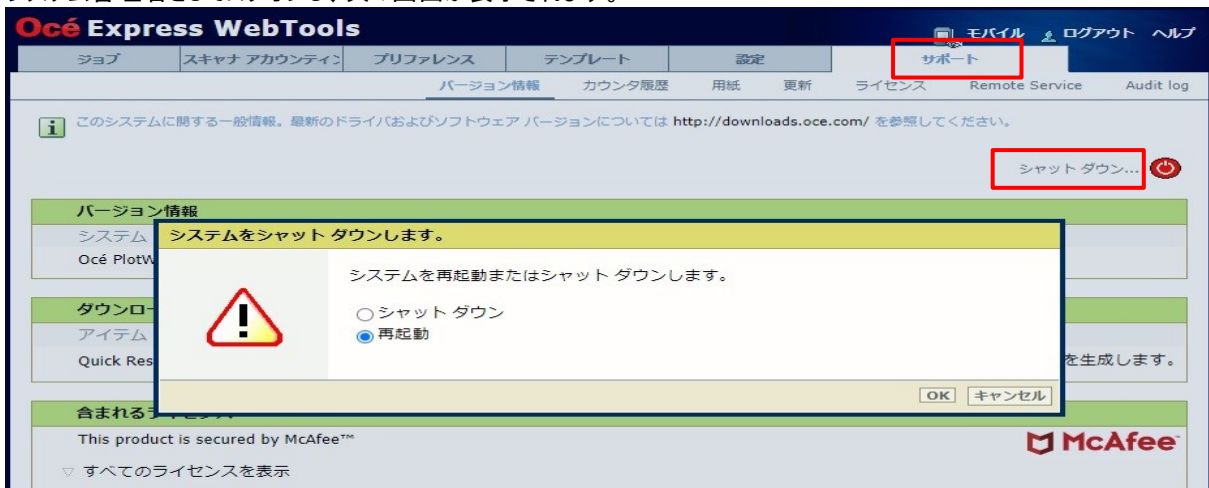 Océ Express WebTools
モバイル ログアウト ヘルプ
ジョブ スキャナ アカウンティン プリファレンス テンプレート 設定 サポート
バージョン情報 カウンタ履歴 用紙 更新 ライセンス Remote Service Audit log
このシステムに関する一般情報。最新のドライバおよびソフトウェア バージョンについては http://downloads.oce.com/ を参照してください。
シャット ダウン...
バージョン情報
システム
Océ PlotW
システムをシャット ダウンします。
システムを再起動またはシャット ダウンします。
シャット ダウン
再起動
OK キャンセル
ダウンロー
アイテム
Quick Res
を生成します。
含まれる
This product is secured by McAfee™
McAfee
すべてのライセンスを表示